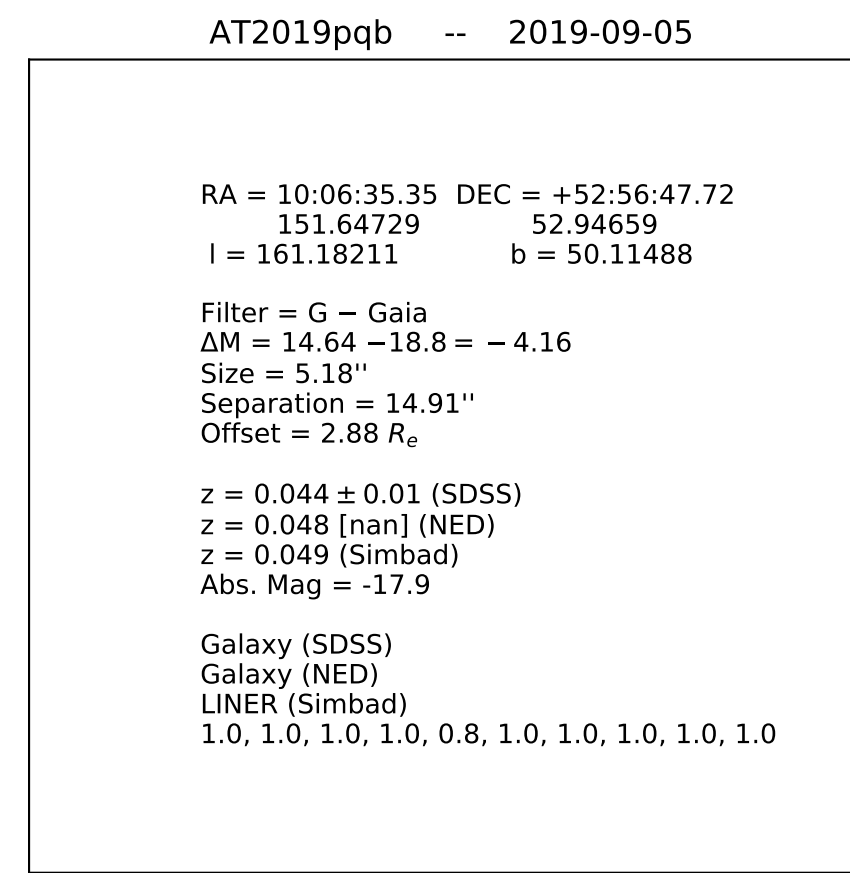 AT2019pqb -- 2019-09-05
RA = 10:06:35.35 DEC = +52:56:47.72
151.64729 52.94659
l = 161.18211 b = 50.11488
Filter = G − Gaia
ΔM = 14.64 −18.8 = − 4.16
Size = 5.18''
Separation = 14.91''
Offset = 2.88 Re
z = 0.044 ± 0.01 (SDSS)
z = 0.048 [nan] (NED)
z = 0.049 (Simbad)
Abs. Mag = -17.9
Galaxy (SDSS)
Galaxy (NED)
LINER (Simbad)
1.0, 1.0, 1.0, 1.0, 0.8, 1.0, 1.0, 1.0, 1.0, 1.0